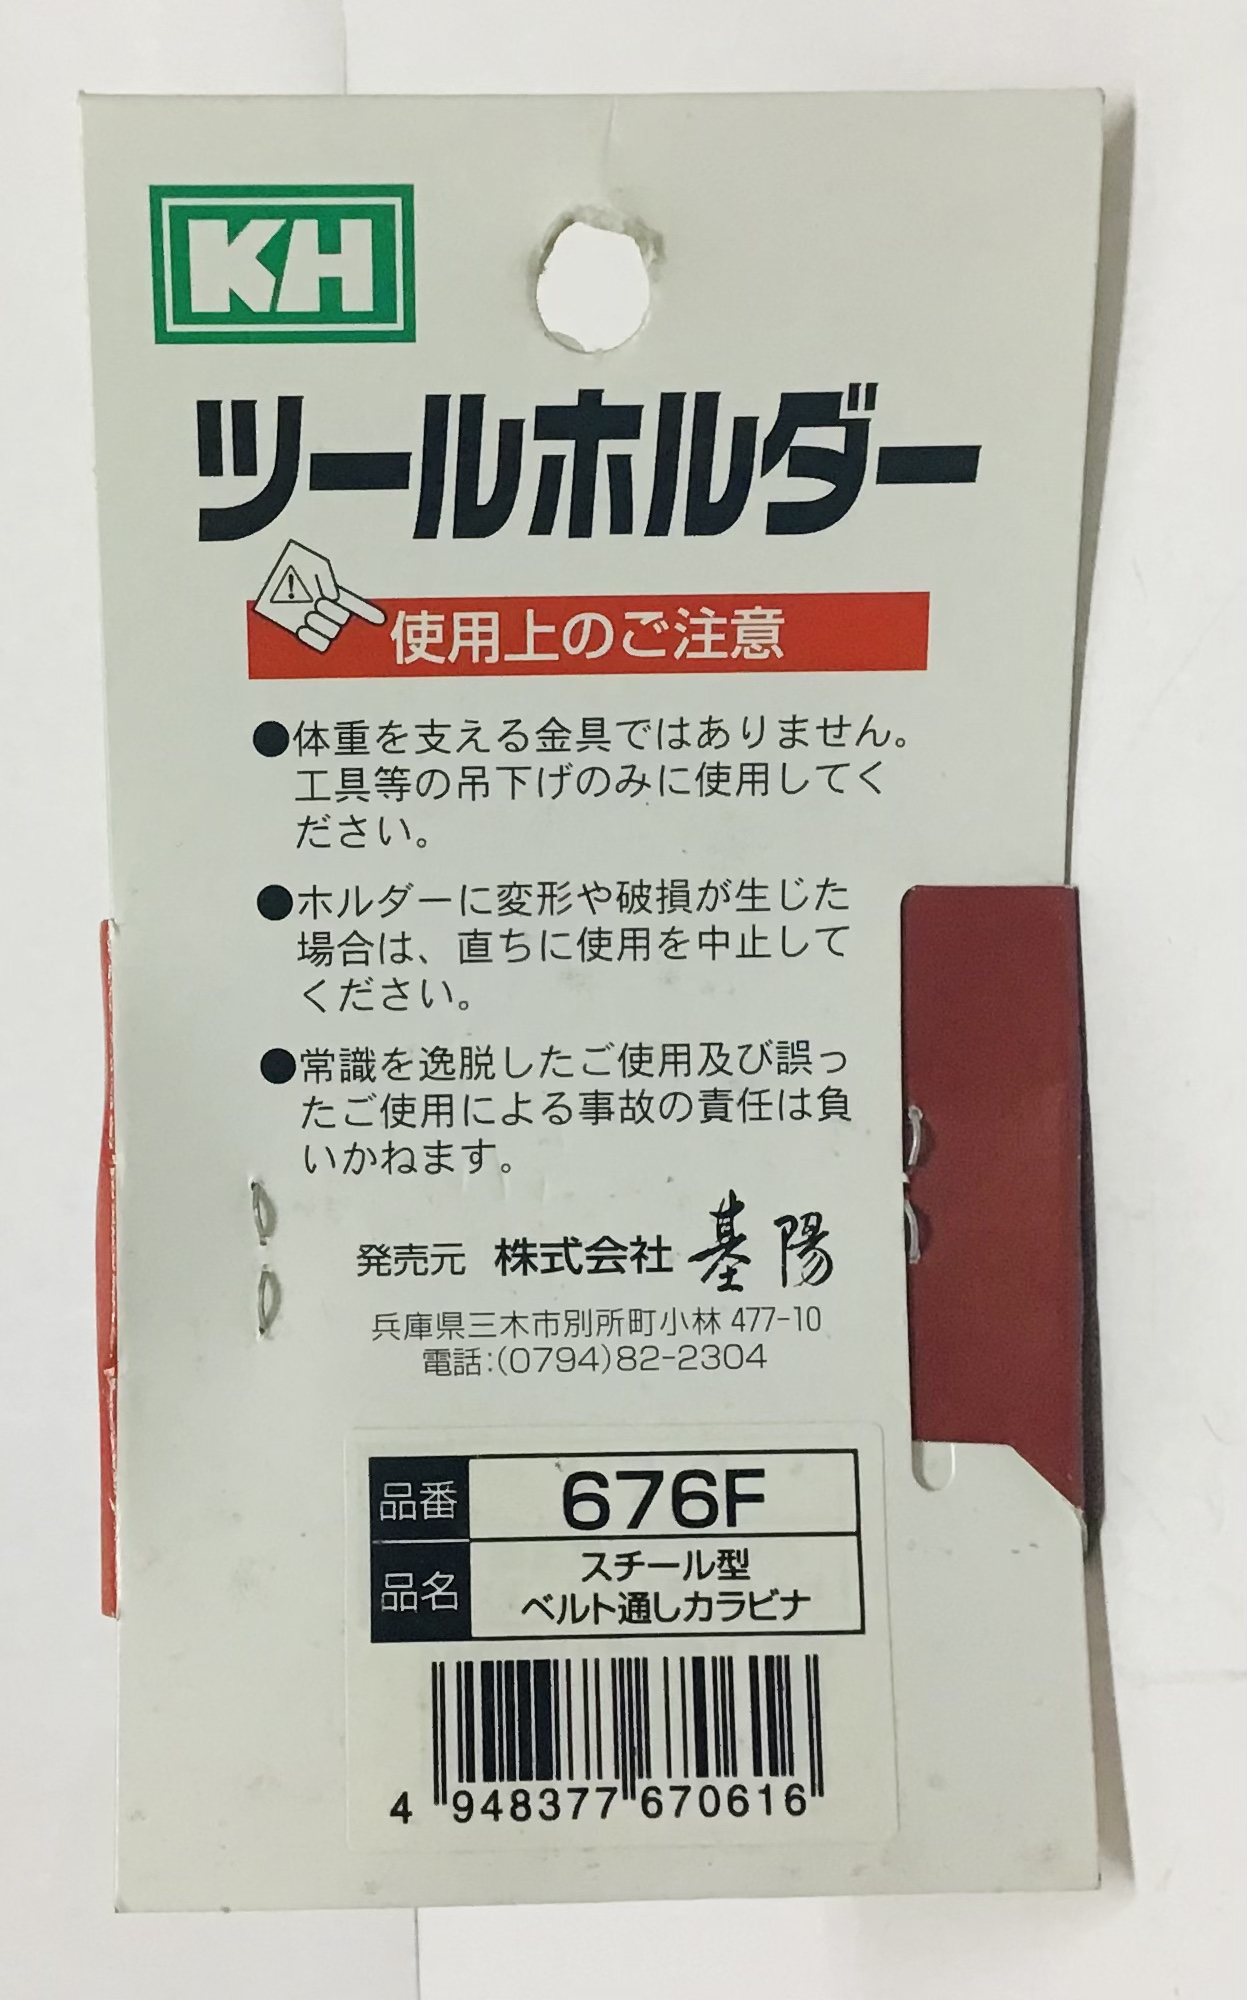 KH
ツールホルダー
使用上のご注意
●体重を支える金具ではありません。
工具等の吊下げのみに使用してく
ださい。
●ホルダーに変形や破損が生じた
場合は、直ちに使用を中止して
ください。
●常識を逸脱したご使用及び誤っ
たご使用による事故の責任は負
いかねます。
発売元 株式会社 基陽
兵庫県三木市別所町小林 477-10
電話:(0794)82-2304
品番 676F
品名 スチール型
ベルト通しカラビナ
4 948377 670616